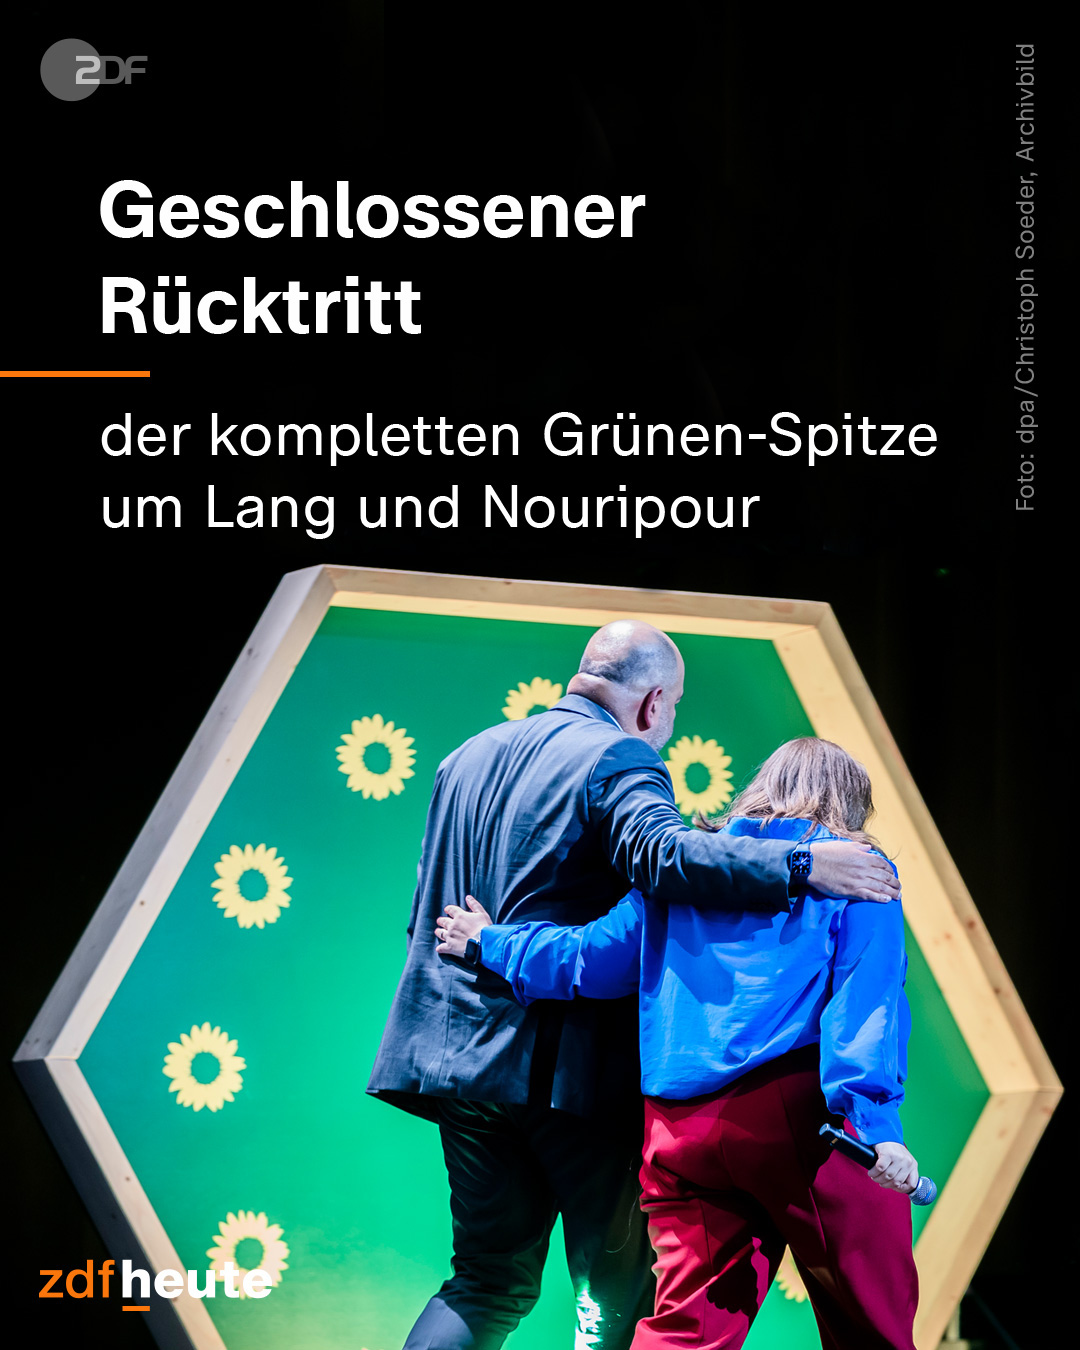 ZDF
Geschlossener
Rücktritt
der kompletten Grünen-Spitze
um Lang und Nouripour
Foto: dpa/Christoph Soeder, Archivbild
zdfheute